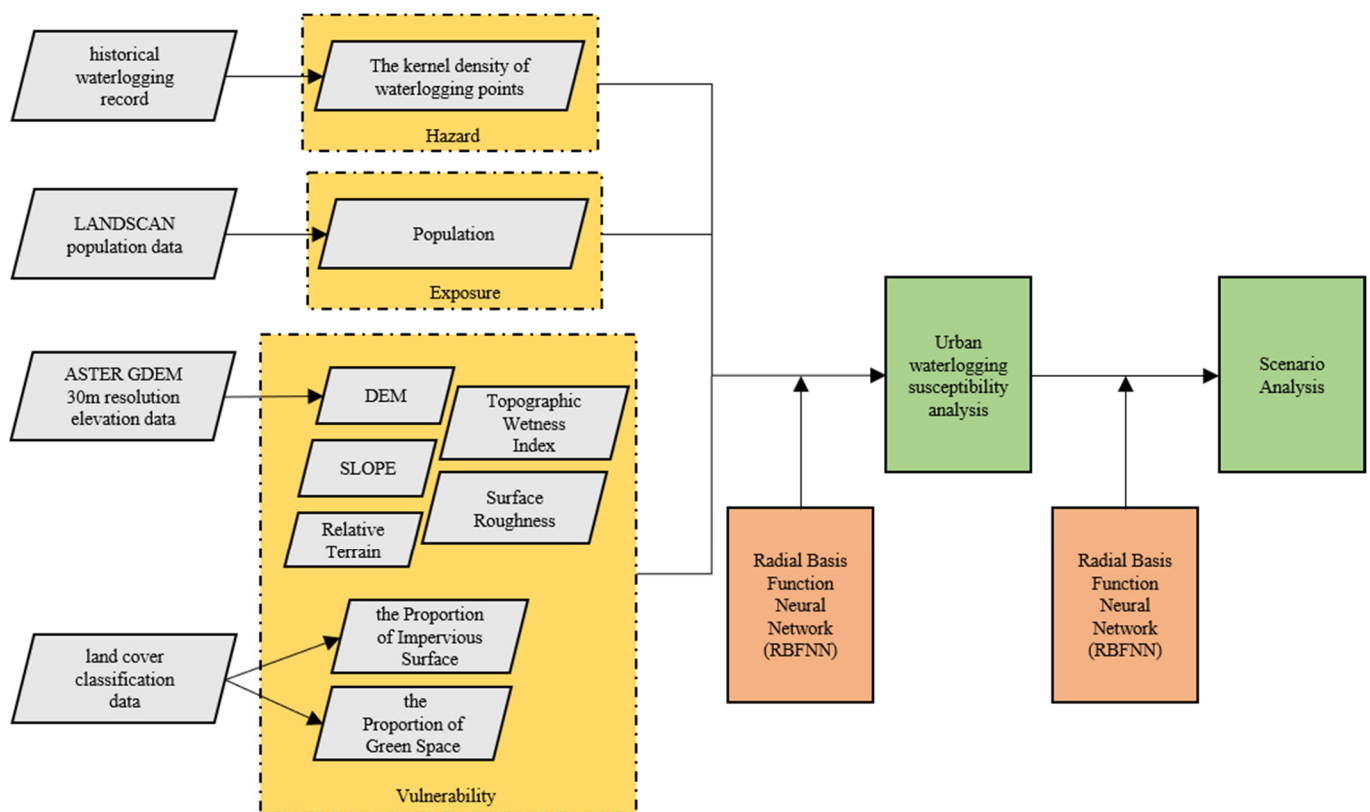 historical
waterlogging
record
The kernel density of
waterlogging points
Hazard
LANDSCAN
population data
Population
Exposure
ASTER GDEM
30m resolution
elevation data
DEM
Topographic
Wetness
Index
SLOPE
Surface
Roughness
Relative
Terrain
land cover
classification
data
the Proportion
of Impervious
Surface
the
Proportion of
Green Space
Vulnerability
Urban
waterlogging
susceptibility
analysis
Scenario
Analysis
Radial Basis
Function
Neural
Network
(RBFNN)
Radial Basis
Function
Neural
Network
(RBFNN)